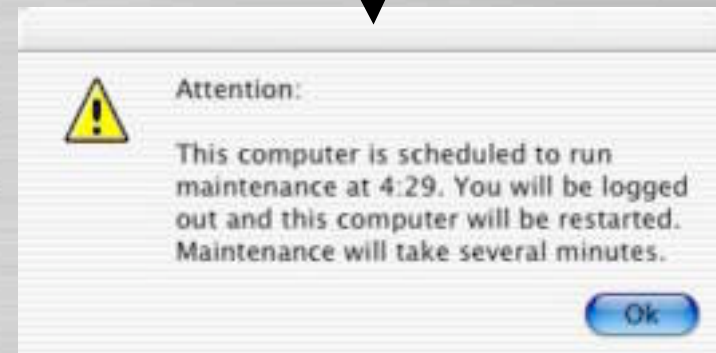 Attention:
This computer is scheduled to run
maintenance at 4:29. You will be logged
out and this computer will be restarted.
Maintenance will take several minutes.
Ok